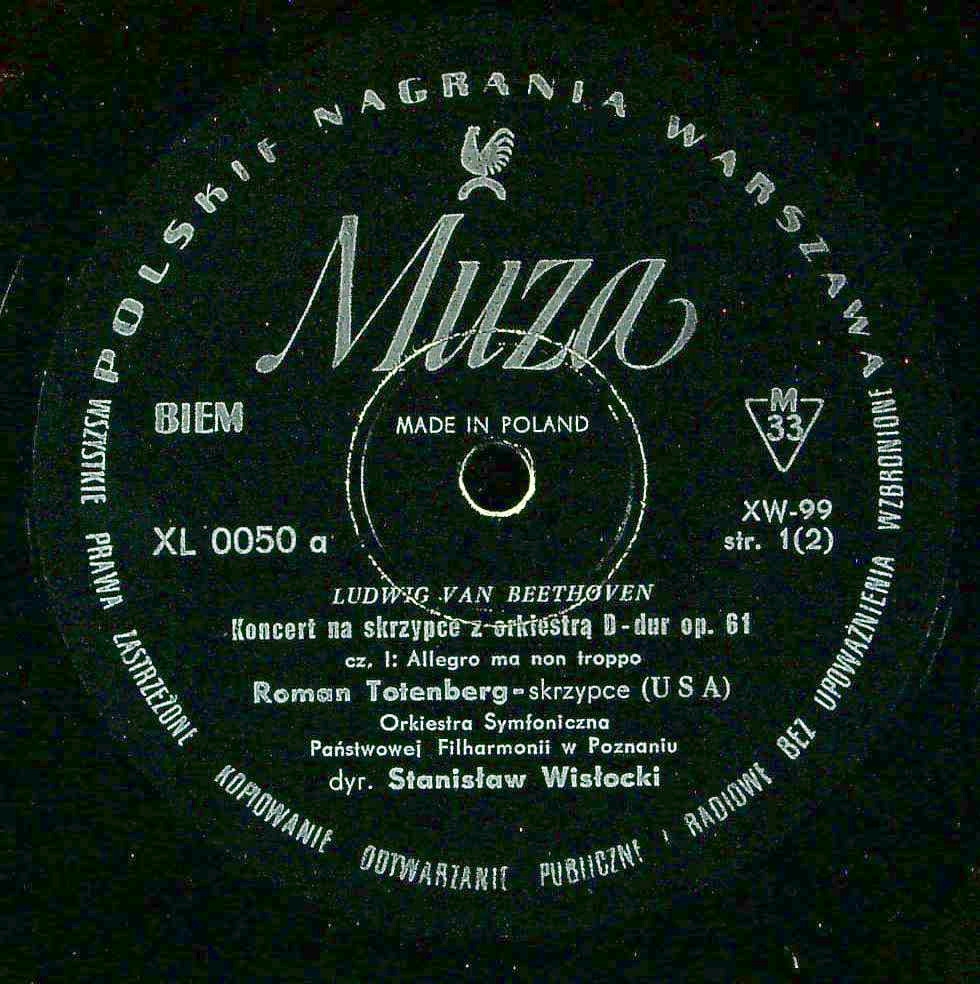 POLSKIE NAGRANIA WARSZAWA
Muza
MADE IN POLAND
BIEM
M
33
XL 0050 a
XW-99
str. 1(2)
LUDWIG VAN BEETHOVEN
Koncert na skrzypce z orkiestrą D-dur op. 61
cz. I: Allegro ma non troppo
Roman Totenberg-skrzypce (USA)
Orkiestra Symfoniczna
Państwowej Filharmonii w Poznaniu
dyr. Stanisław Wisłocki
WSZYSTKIE PRAWA ZASTRZEŻONE KOPIOWANIE ODTWARZANIE PUBLICZNE I RADIOWE BEZ UPOWAŻNIENIA WZBRONIONE